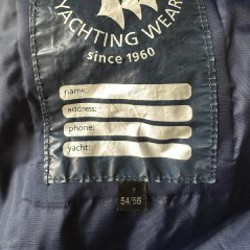 YACHTING WEAR
since 1960
name:
address:
phone:
yacht:
54/56